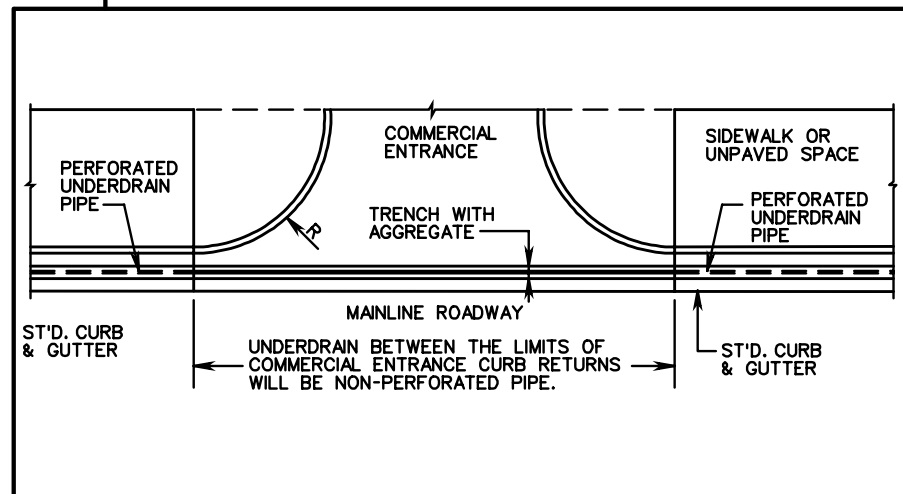 COMMERCIAL
ENTRANCE
SIDEWALK OR
UNPAVED SPACE
PERFORATED
UNDERDRAIN
PIPE
TRENCH WITH
AGGREGATE
PERFORATED
UNDERDRAIN
PIPE
R
MAINLINE ROADWAY
ST'D. CURB
& GUTTER
UNDERDRAIN BETWEEN THE LIMITS OF
COMMERCIAL ENTRANCE CURB RETURNS
WILL BE NON-PERFORATED PIPE.
ST'D. CURB
& GUTTER